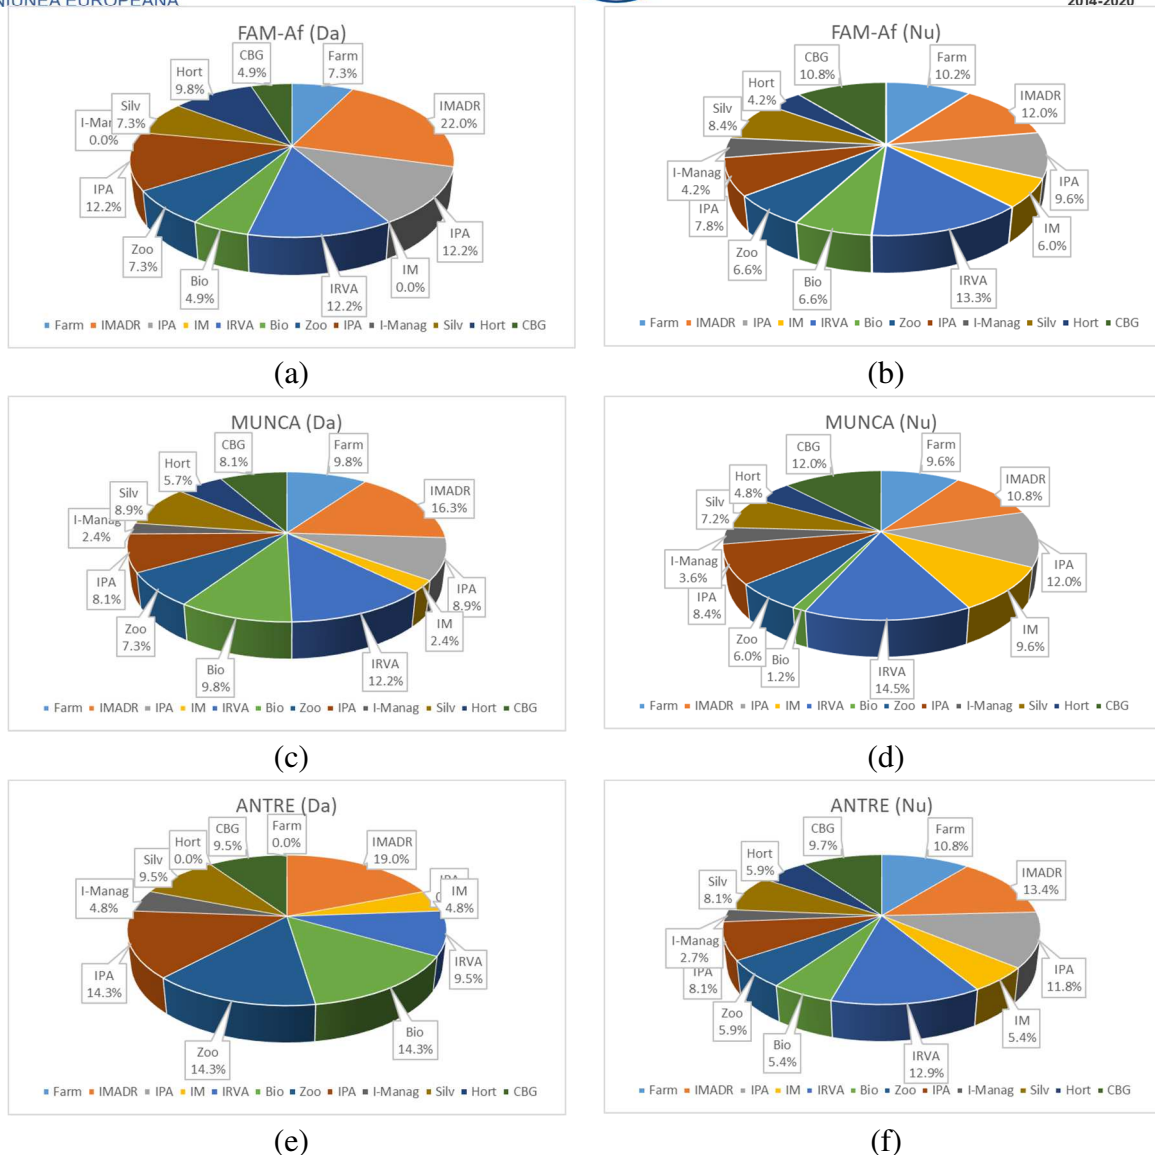 NIUNEA EUROPEANA
2014-2020
FAM-Af (Da)
Farm
7.3%
IMADR
22.0%
IPA
12.2%
IM
0.0%
IRVA
12.2%
Bio
4.9%
Zoo
7.3%
IPA
12.2%
I-Mar
0.0%
Silv
7.3%
Hort
9.8%
CBG
4.9%
Farm IMADR IPA IM IRVA Bio Zoo IPA I-Manag Silv Hort CBG
(a)
FAM-Af (Nu)
Farm
10.2%
IMADR
12.0%
IPA
9.6%
IM
6.0%
IRVA
13.3%
Bio
6.6%
Zoo
6.6%
IPA
7.8%
I-Manag
4.2%
Silv
8.4%
Hort
4.2%
CBG
10.8%
Farm IMADR IPA IM IRVA Bio Zoo IPA I-Manag Silv Hort CBG
(b)
MUNCA (Da)
Farm
9.8%
IMADR
16.3%
IPA
8.9%
IM
2.4%
IRVA
12.2%
Bio
9.8%
Zoo
7.3%
IPA
8.1%
I-Manag
2.4%
Silv
8.9%
Hort
5.7%
CBG
8.1%
Farm IMADR IPA IM IRVA Bio Zoo IPA I-Manag Silv Hort CBG
(c)
MUNCA (Nu)
Farm
9.6%
IMADR
10.8%
IPA
12.0%
IM
9.6%
IRVA
14.5%
Bio
1.2%
Zoo
6.0%
IPA
8.4%
I-Manag
3.6%
Silv
7.2%
Hort
4.8%
CBG
12.0%
Farm IMADR IPA IM IRVA Bio Zoo IPA I-Manag Silv Hort CBG
(d)
ANTRE (Da)
Farm
0.0%
IMADR
19.0%
IM
4.8%
IRVA
9.5%
Bio
14.3%
Zoo
14.3%
IPA
14.3%
I-Manag
4.8%
Silv
9.5%
Hort
0.0%
CBG
9.5%
Farm IMADR IPA IM IRVA Bio Zoo IPA I-Manag Silv Hort CBG
(e)
ANTRE (Nu)
Farm
10.8%
IMADR
13.4%
IPA
11.8%
IM
5.4%
IRVA
12.9%
Bio
5.4%
Zoo
5.9%
IPA
8.1%
I-Manag
2.7%
Silv
8.1%
Hort
5.9%
CBG
9.7%
Farm IMADR IPA IM IRVA Bio Zoo IPA I-Manag Silv Hort CBG
(f)